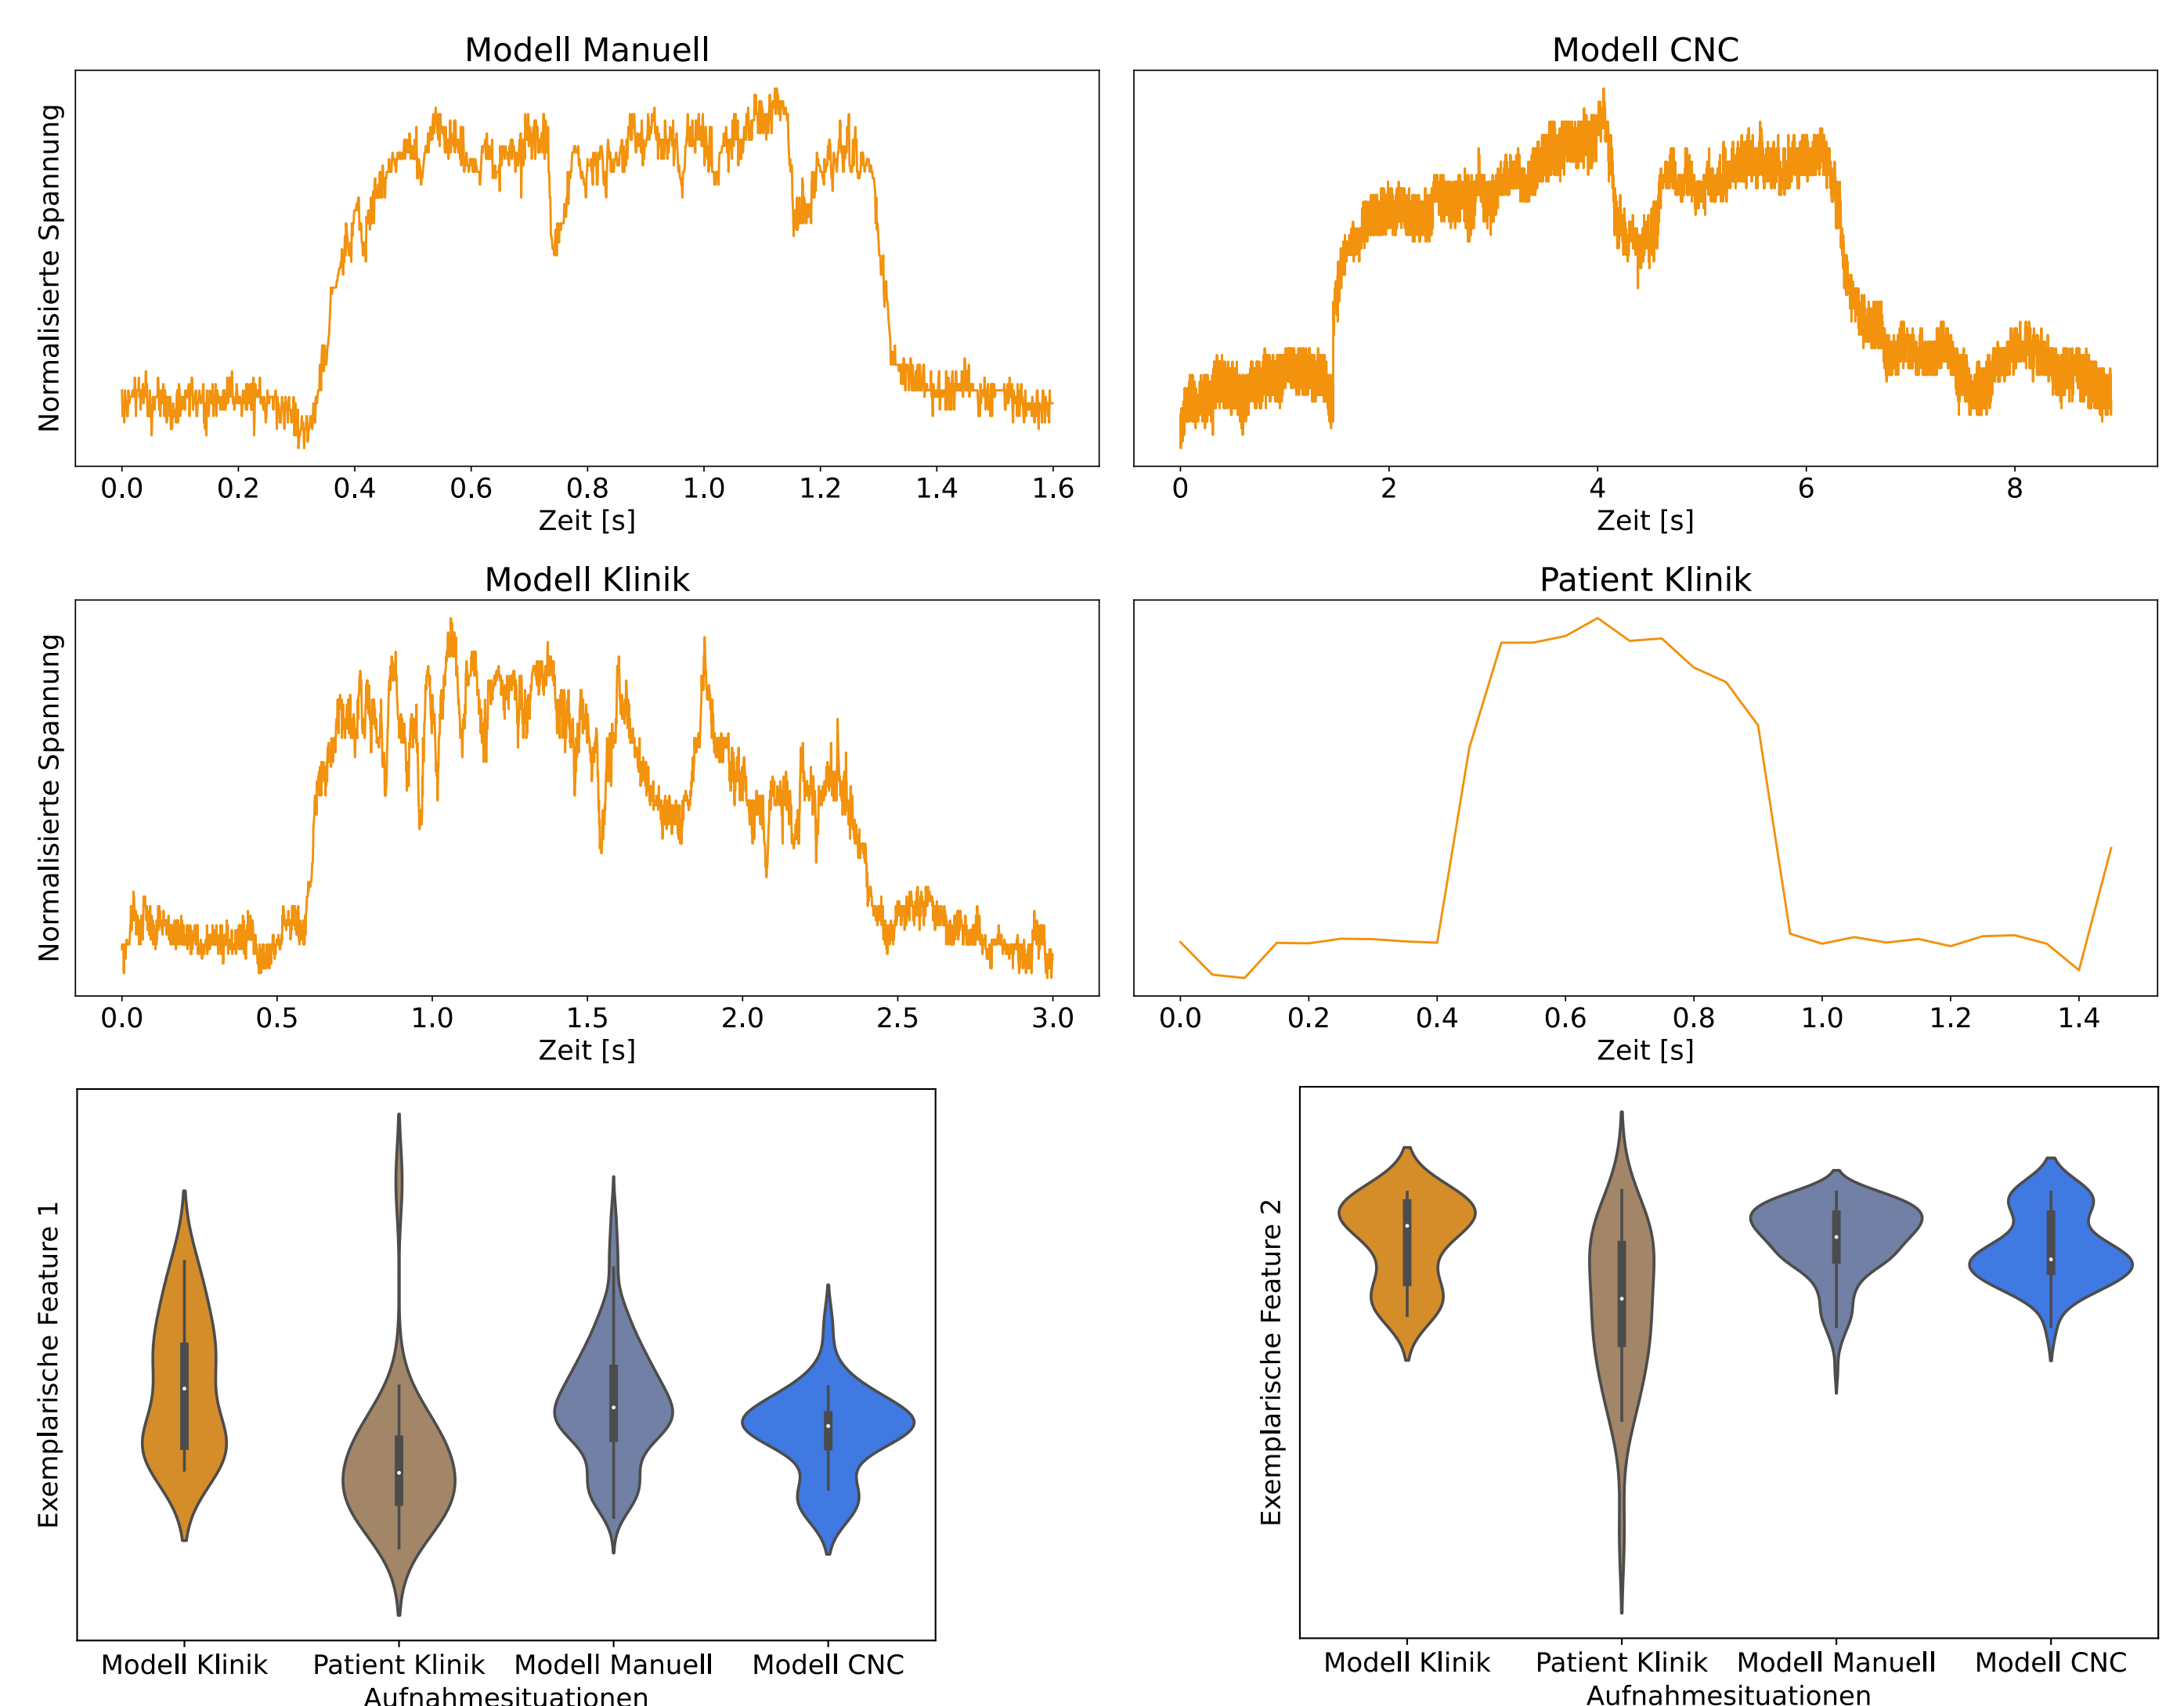 Modell Manuell
Normalisierte Spannung
0.0 0.2 0.4 0.6 0.8 1.0 1.2 1.4 1.6
Zeit [s]
Modell CNC
0 2 4 6 8
Zeit [s]
Modell Klinik
Normalisierte Spannung
0.0 0.5 1.0 1.5 2.0 2.5 3.0
Zeit [s]
Patient Klinik
0.0 0.2 0.4 0.6 0.8 1.0 1.2 1.4
Zeit [s]
Exemplarische Feature 1
Modell Klinik Patient Klinik Modell Manuell Modell CNC
Aufnahmesituationen
Exemplarische Feature 2
Modell Klinik Patient Klinik Modell Manuell Modell CNC
Aufnahmesituationen